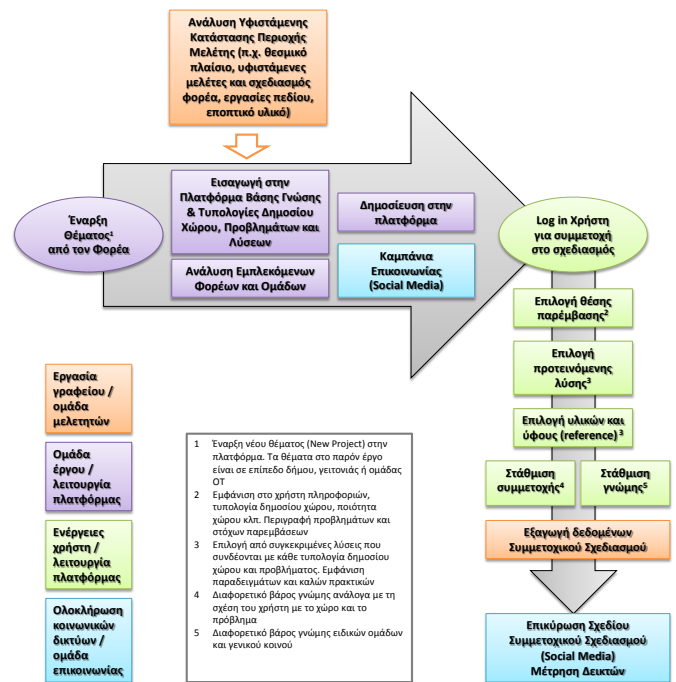 Ανάλυση Υφιστάμενης
Κατάστασης Περιοχής
Μελέτης (π.χ. θεσμικό
πλαίσιο, υφιστάμενες
μελέτες και σχεδιασμός
φορέα, εργασίες πεδίου,
εποπτικό υλικό)
Έναρξη
Θέματος¹
από τον Φορέα
Εισαγωγή στην
Πλατφόρμα Βάσης Γνώσης
& Τυπολογίες Δημοσίου
Χώρου, Προβλημάτων και
Λύσεων
Ανάλυση Εμπλεκόμενων
Φορέων και Ομάδων
Δημοσίευση στην
πλατφόρμα
Καμπάνια
Επικοινωνίας
(Social Media)
Log in Χρήστη
για συμμετοχή
στο σχεδιασμός
Επιλογή θέσης
παρέμβασης²
Επιλογή
προτεινόμενης
λύσης³
Επιλογή υλικών και
ύφους (reference) ³
Στάθμιση
συμμετοχής⁴
Στάθμιση
γνώμης⁵
Εξαγωγή δεδομένων
Συμμετοχικού Σχεδιασμού
Επικύρωση Σχεδίου
Συμμετοχικού Σχεδιασμού
(Social Media)
Μέτρηση Δεικτών
Εργασία
γραφείου /
ομάδα
μελετητών
Ομάδα
έργου /
λειτουργία
πλατφόρμας
Ενέργειες
χρήστη /
λειτουργία
πλατφόρμας
Ολοκλήρωση
κοινωνικών
δικτύων /
ομάδα
επικοινωνίας
1 Έναρξη νέου θέματος (New Project) στην
πλατφόρμα. Τα θέματα στο παρόν έργο
είναι σε επίπεδο δήμου, γειτονιάς ή ομάδας
ΟΤ
2 Εμφάνιση στο χρήστη πληροφοριών,
τυπολογία δημοσίου χώρου, ποιότητα
χώρου κλπ. Περιγραφή προβλημάτων και
στόχων παρεμβάσεων
3 Επιλογή από συγκεκριμένες λύσεις που
συνδέονται με κάθε τυπολογία δημοσίου
χώρου και προβλήματος. Εμφάνιση
παραδειγμάτων και καλών πρακτικών
4 Διαφορετικό βάρος γνώμης ανάλογα με τη
σχέση του χρήστη με το χώρο και το
πρόβλημα
5 Διαφορετικό βάρος γνώμης ειδικών ομάδων
και γενικού κοινού